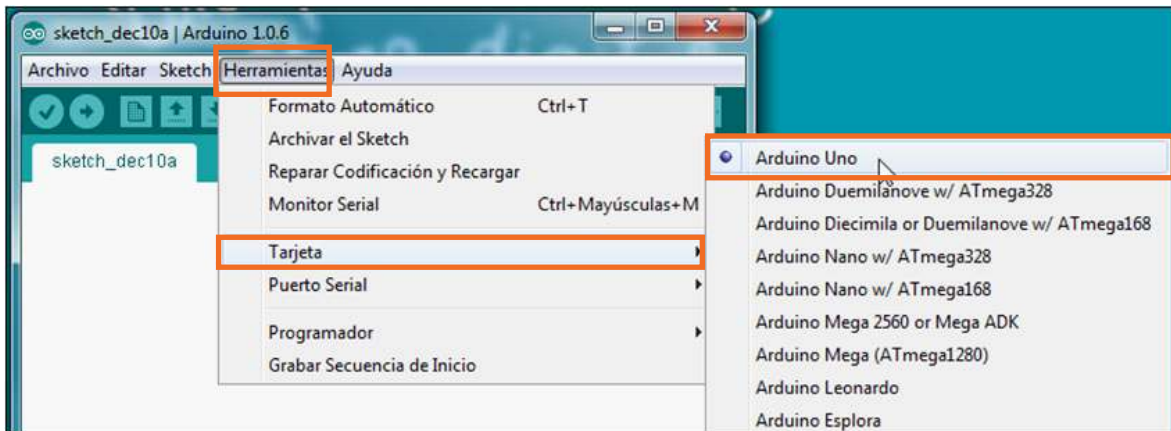 sketch_dec10a | Arduino 1.0.6
Archivo Editar Sketch Herramientas Ayuda
sketch_dec10a
Formato Automático Ctrl+T
Archivar el Sketch
Reparar Codificación y Recargar
Monitor Serial Ctrl+Mayúsculas+M
Tarjeta
Puerto Serial
Programador
Grabar Secuencia de Inicio
Arduino Uno
Arduino Duemilanove w/ ATmega328
Arduino Diecimila or Duemilanove w/ ATmega168
Arduino Nano w/ ATmega328
Arduino Nano w/ ATmega168
Arduino Mega 2560 or Mega ADK
Arduino Mega (ATmega1280)
Arduino Leonardo
Arduino Esplora